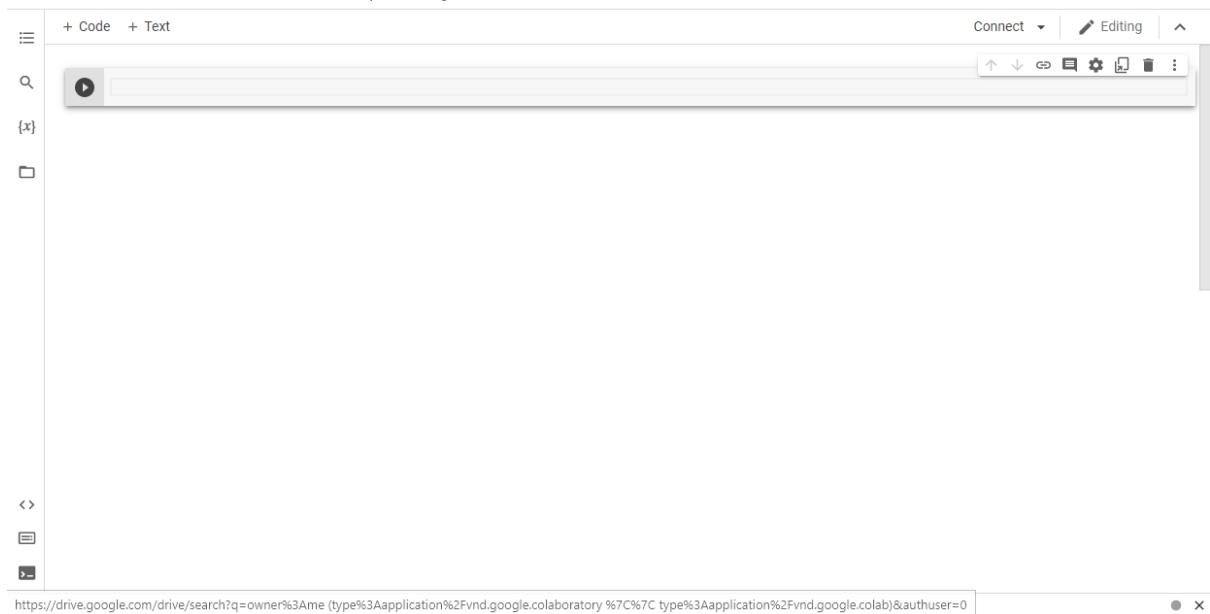 + Code + Text
Connect
Editing
{x}
https://drive.google.com/drive/search?q=owner%3Ame (type%3Aapplication%2Fvnd.google.colaboratory %7C%7C type%3Aapplication%2Fvnd.google.colab)&authuser=0